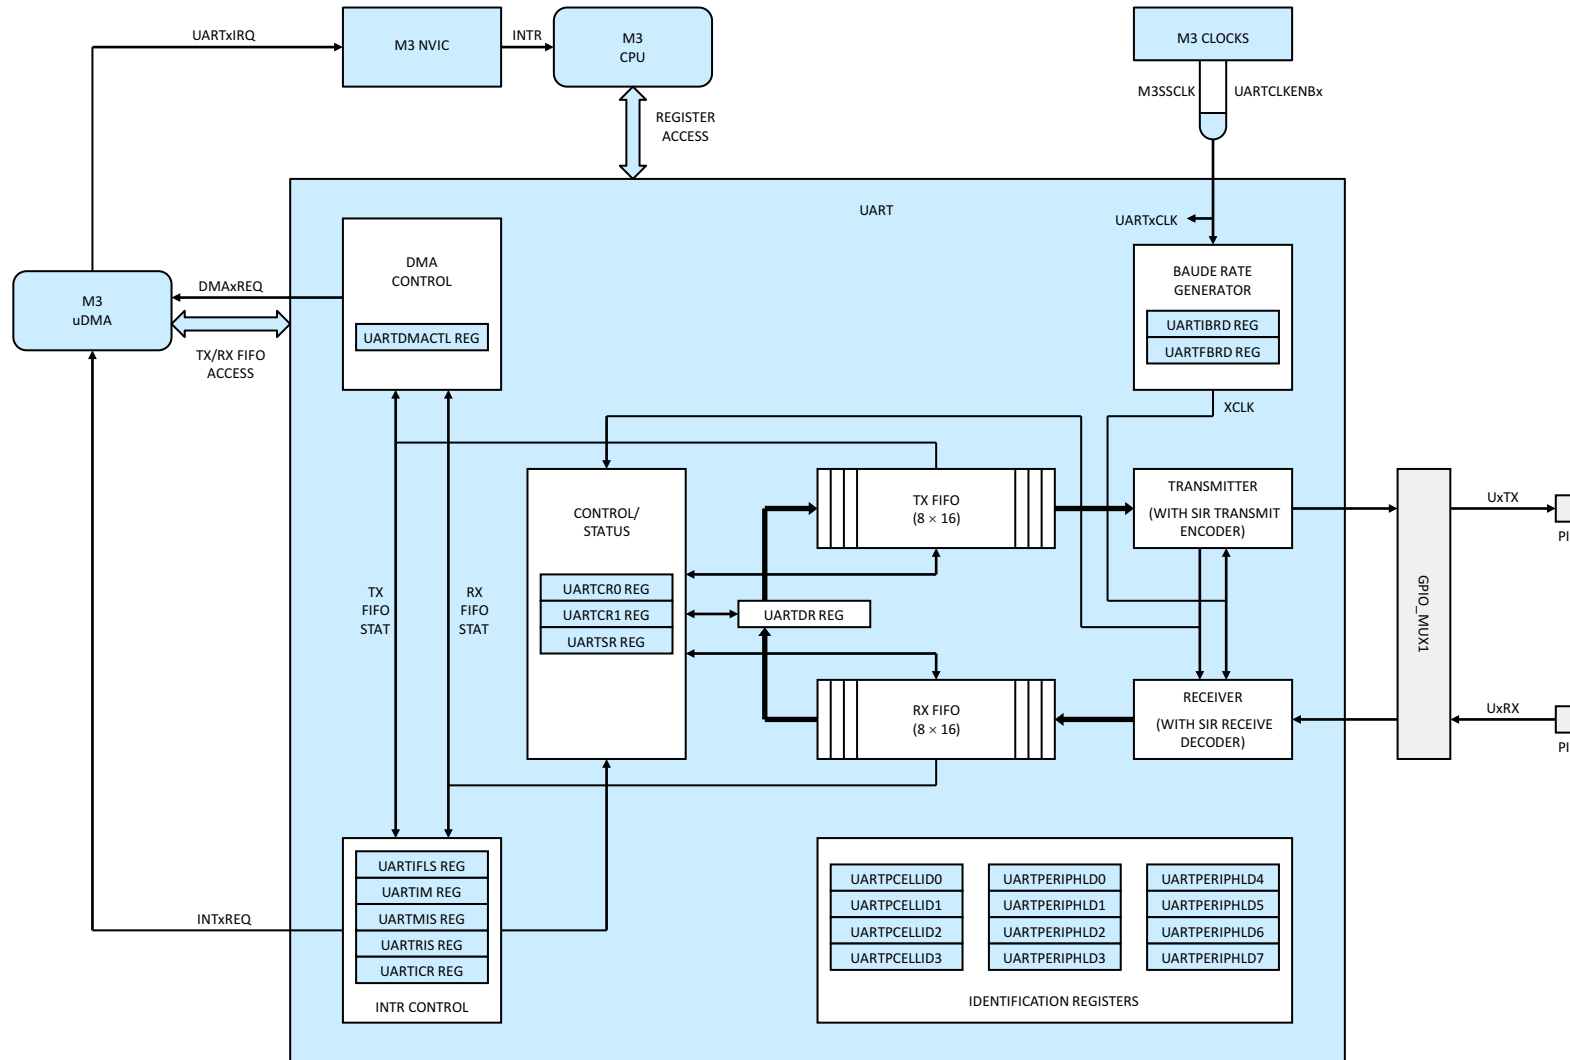 UARTxIRQ
M3 NVIC
INTR
M3
CPU
M3 CLOCKS
M3SSCLK
UARTCLKENBx
REGISTER
ACCESS
UART
UARTxCLK
DMA
CONTROL
UARTDMACTL REG
BAUDE RATE
GENERATOR
UARTIBRD REG
UARTFBRD REG
XCLK
M3
uDMA
DMAxREQ
TX/RX FIFO
ACCESS
TX
FIFO
STAT
RX
FIFO
STAT
CONTROL/
STATUS
UARTCR0 REG
UARTCR1 REG
UARTSR REG
TX FIFO
(8 × 16)
UARTDR REG
RX FIFO
(8 × 16)
TRANSMITTER
(WITH SIR TRANSMIT
ENCODER)
RECEIVER
(WITH SIR RECEIVE
DECODER)
GPIO_MUX1
UxTX
PI
UxRX
PI
INTxREQ
UARTIFLS REG
UARTIM REG
UARTMIS REG
UARTRIS REG
UARTICR REG
INTR CONTROL
UARTPCELLID0
UARTPCELLID1
UARTPCELLID2
UARTPCELLID3
UARTPERIPHLD0
UARTPERIPHLD1
UARTPERIPHLD2
UARTPERIPHLD3
UARTPERIPHLD4
UARTPERIPHLD5
UARTPERIPHLD6
UARTPERIPHLD7
IDENTIFICATION REGISTERS